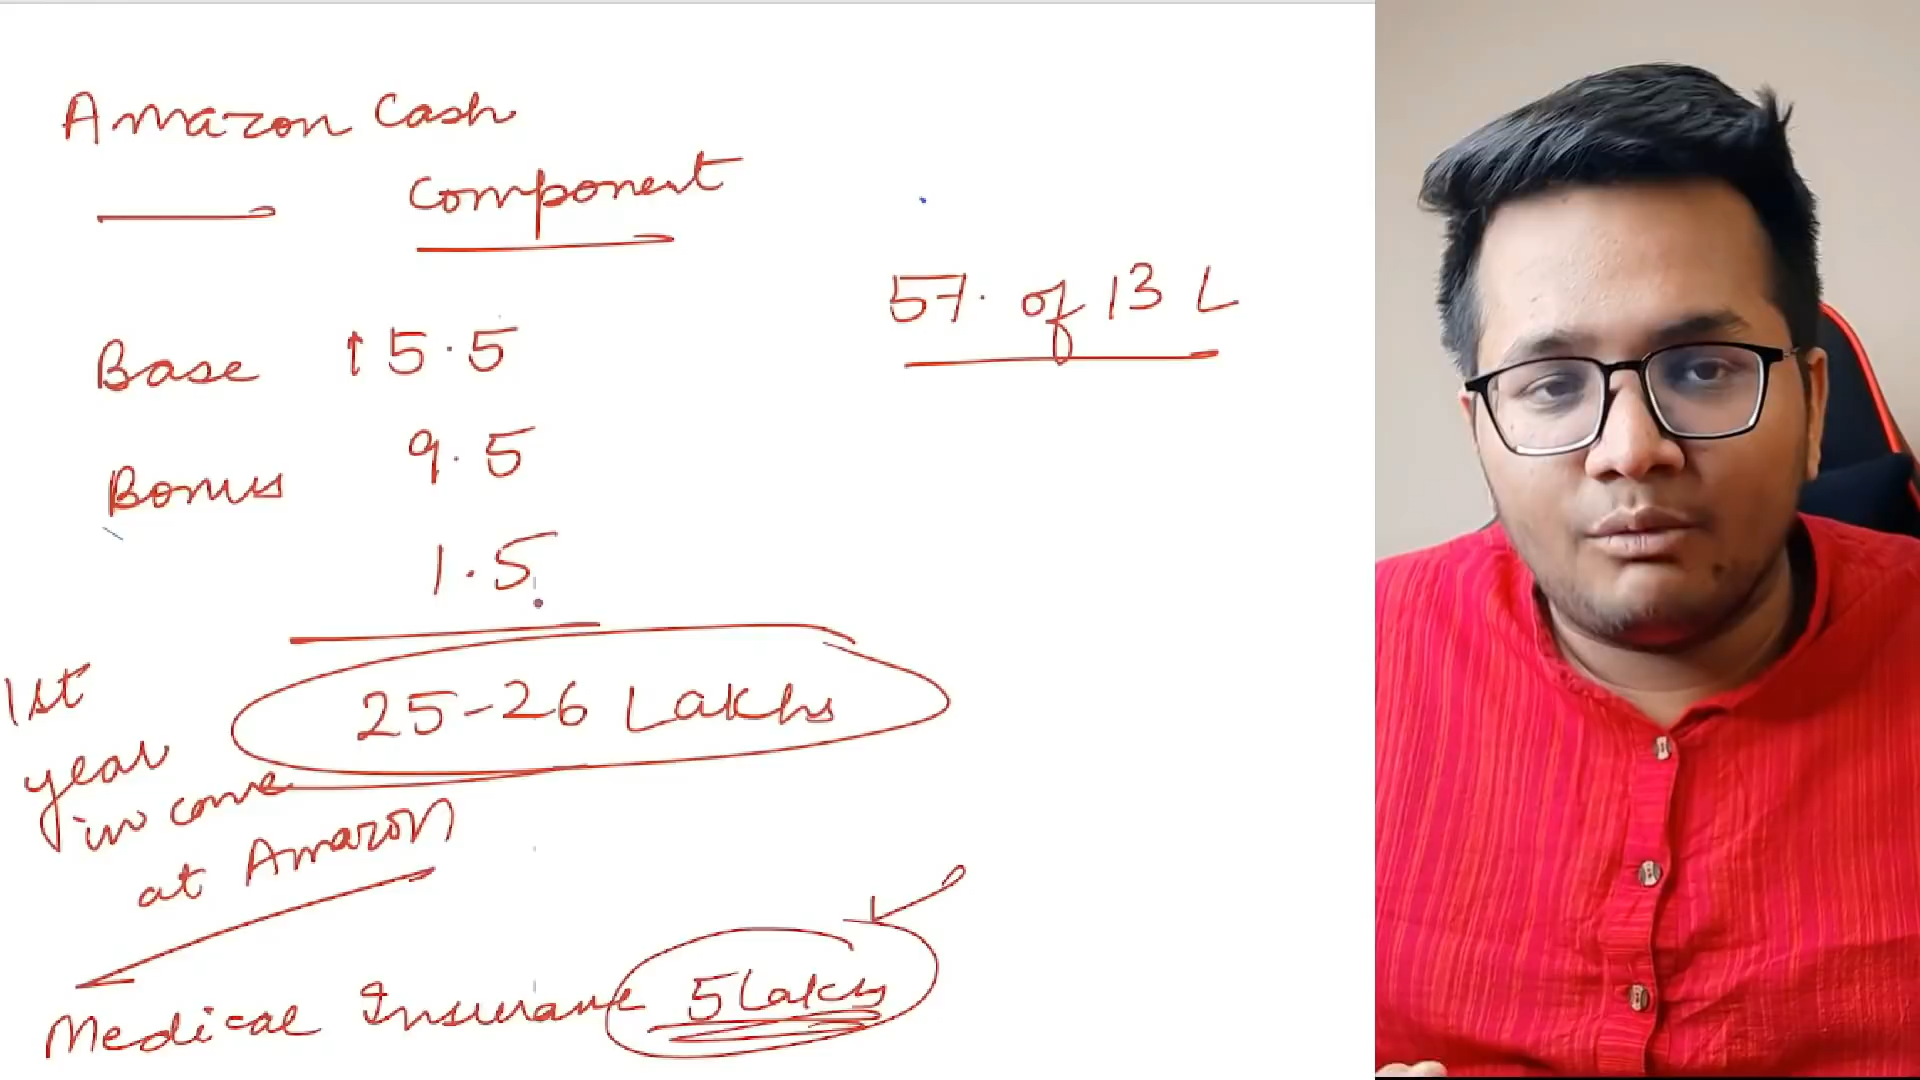 Amazon Cash
Component
5% of 13 L
Base 15.5
Bonus 9.5
1.5
25-26 Lakhs
1st
year
income
at Amazon
Medical Insurance 5 Lakhs